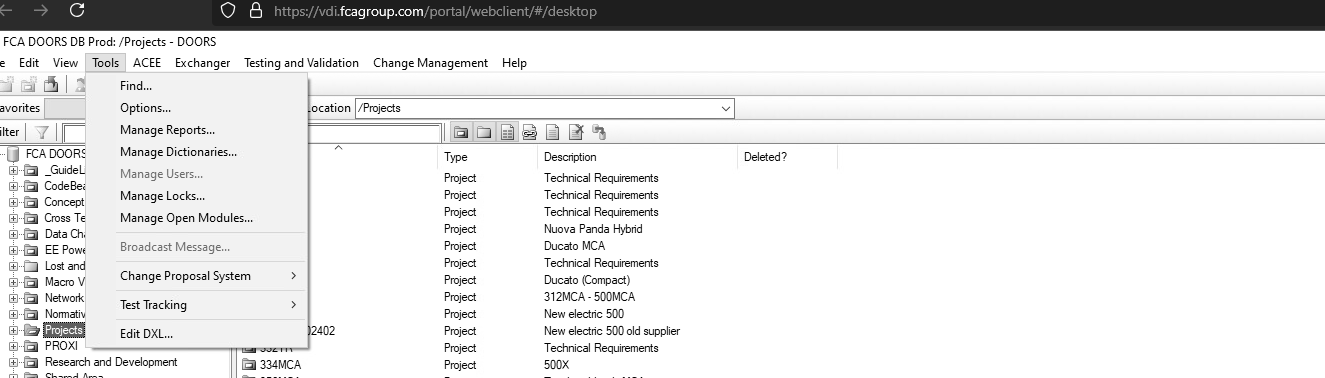 https://vdi.fcagroup.com/portal/webclient/#/desktop
FCA DOORS DB Prod: /Projects - DOORS
e Edit View Tools ACEE Exchanger Testing and Validation Change Management Help
Find...
Options...
Manage Reports...
Manage Dictionaries...
Manage Users...
Manage Locks...
Manage Open Modules...
Broadcast Message...
Change Proposal System
Test Tracking
Edit DXL...
avorites
ocation /Projects
ilter
FCA DOORS
_GuideL
CodeBea
Concept
Cross Te
Data Cha
EE Powe
Lost and
Macro V
Network
Normativ
Projects
PROXI
Research and Development
Shared Area
Type Description Deleted?
Project Technical Requirements
Project Technical Requirements
Project Technical Requirements
Project Nuova Panda Hybrid
Project Ducato MCA
Project Technical Requirements
Project Ducato (Compact)
Project 312MCA - 500MCA
Project New electric 500
02402 Project New electric 500 old supplier
Project Technical Requirements
334MCA Project 500X